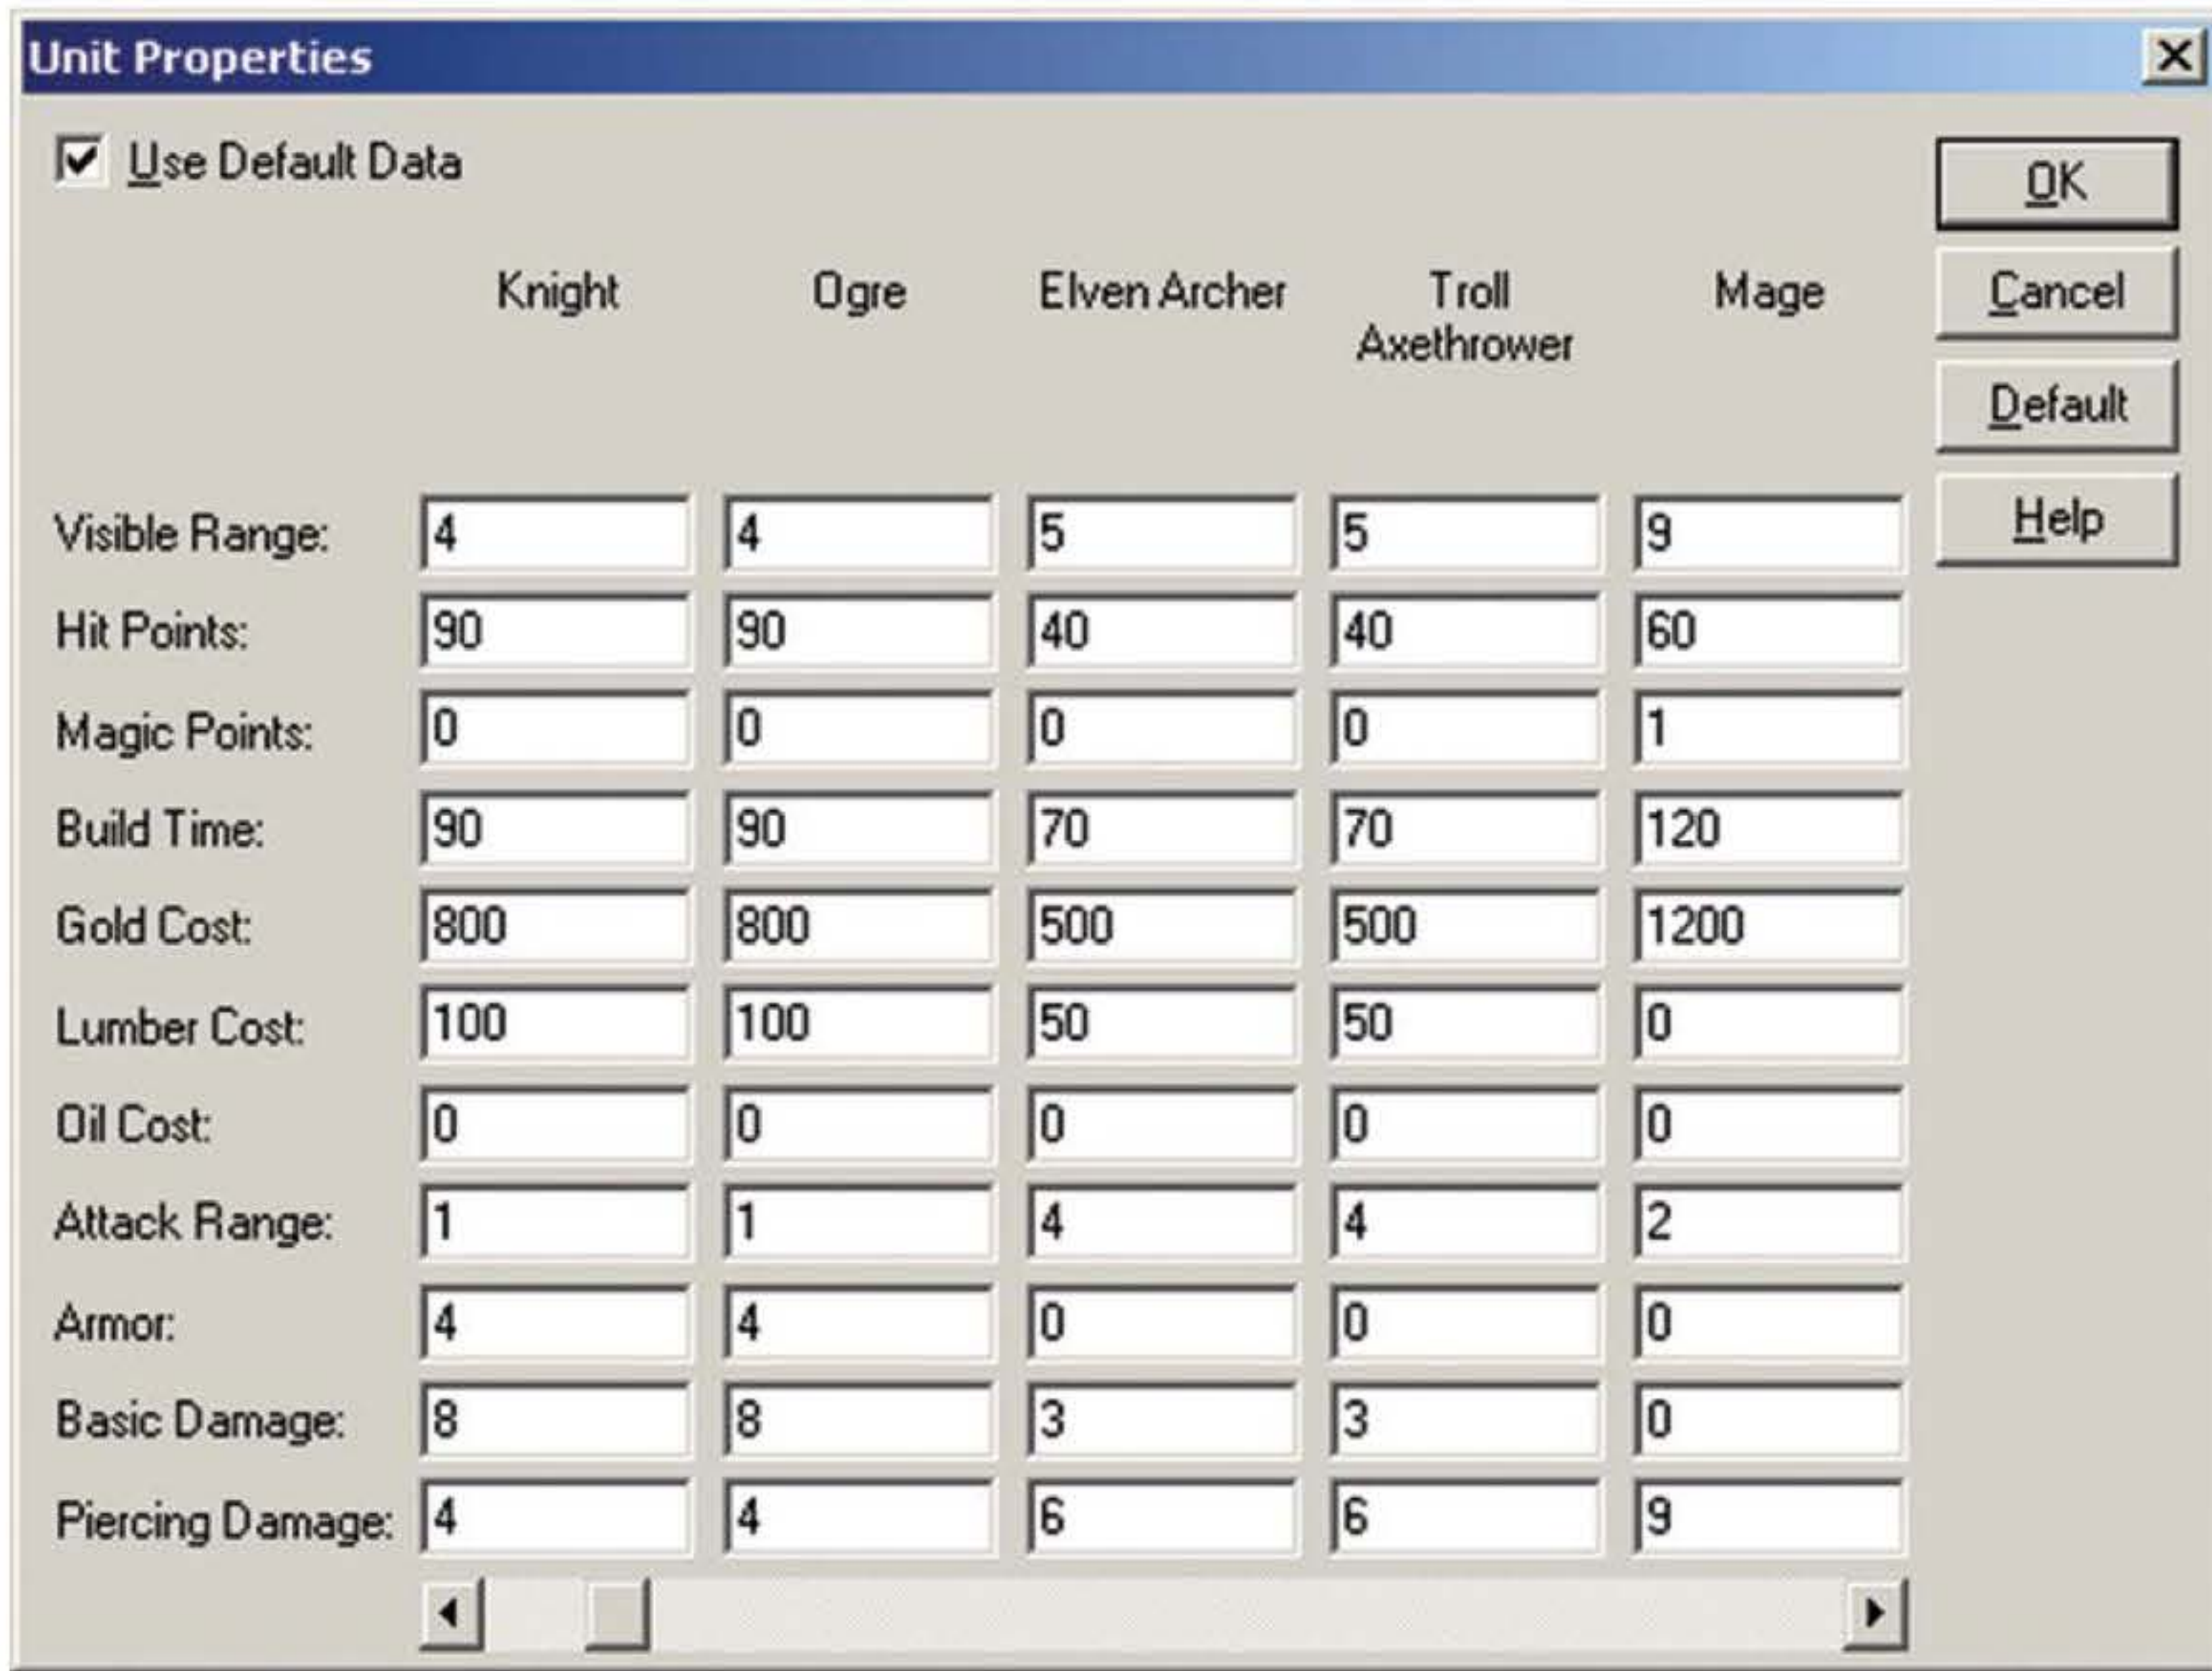 Unit Properties
Use Default Data
OK
Knight Ogre Elven Archer Troll Axethrower Mage
Cancel
Default
Help
Visible Range: 4 4 5 5 9
Hit Points: 90 90 40 40 60
Magic Points: 0 0 0 0 1
Build Time: 90 90 70 70 120
Gold Cost: 800 800 500 500 1200
Lumber Cost: 100 100 50 50 0
Oil Cost: 0 0 0 0 0
Attack Range: 1 1 4 4 2
Armor: 4 4 0 0 0
Basic Damage: 8 8 3 3 0
Piercing Damage: 4 4 6 6 9